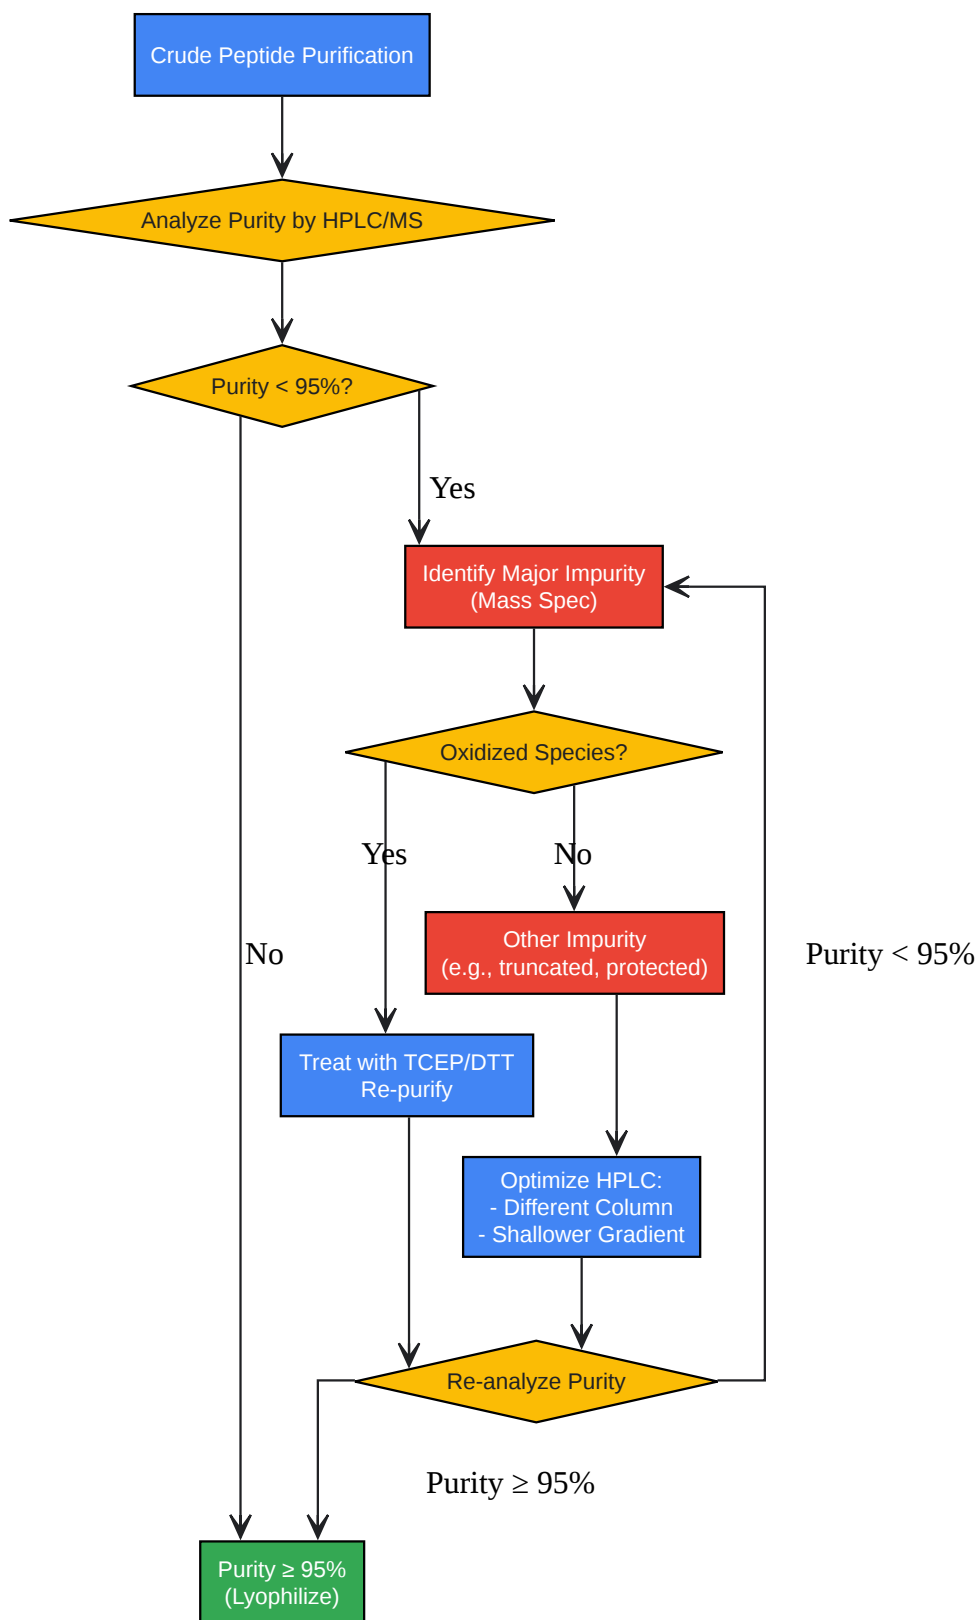 Crude Peptide Purification
Analyze Purity by HPLC/MS
Purity < 95%?
Yes
Identify Major Impurity
(Mass Spec)
Oxidized Species?
Yes
No
Other Impurity
(e.g., truncated, protected)
No
Purity < 95%
Treat with TCEP/DTT
Re-purify
Optimize HPLC:
- Different Column
- Shallower Gradient
Re-analyze Purity
Purity ≥ 95%
Purity ≥ 95%
(Lyophilize)